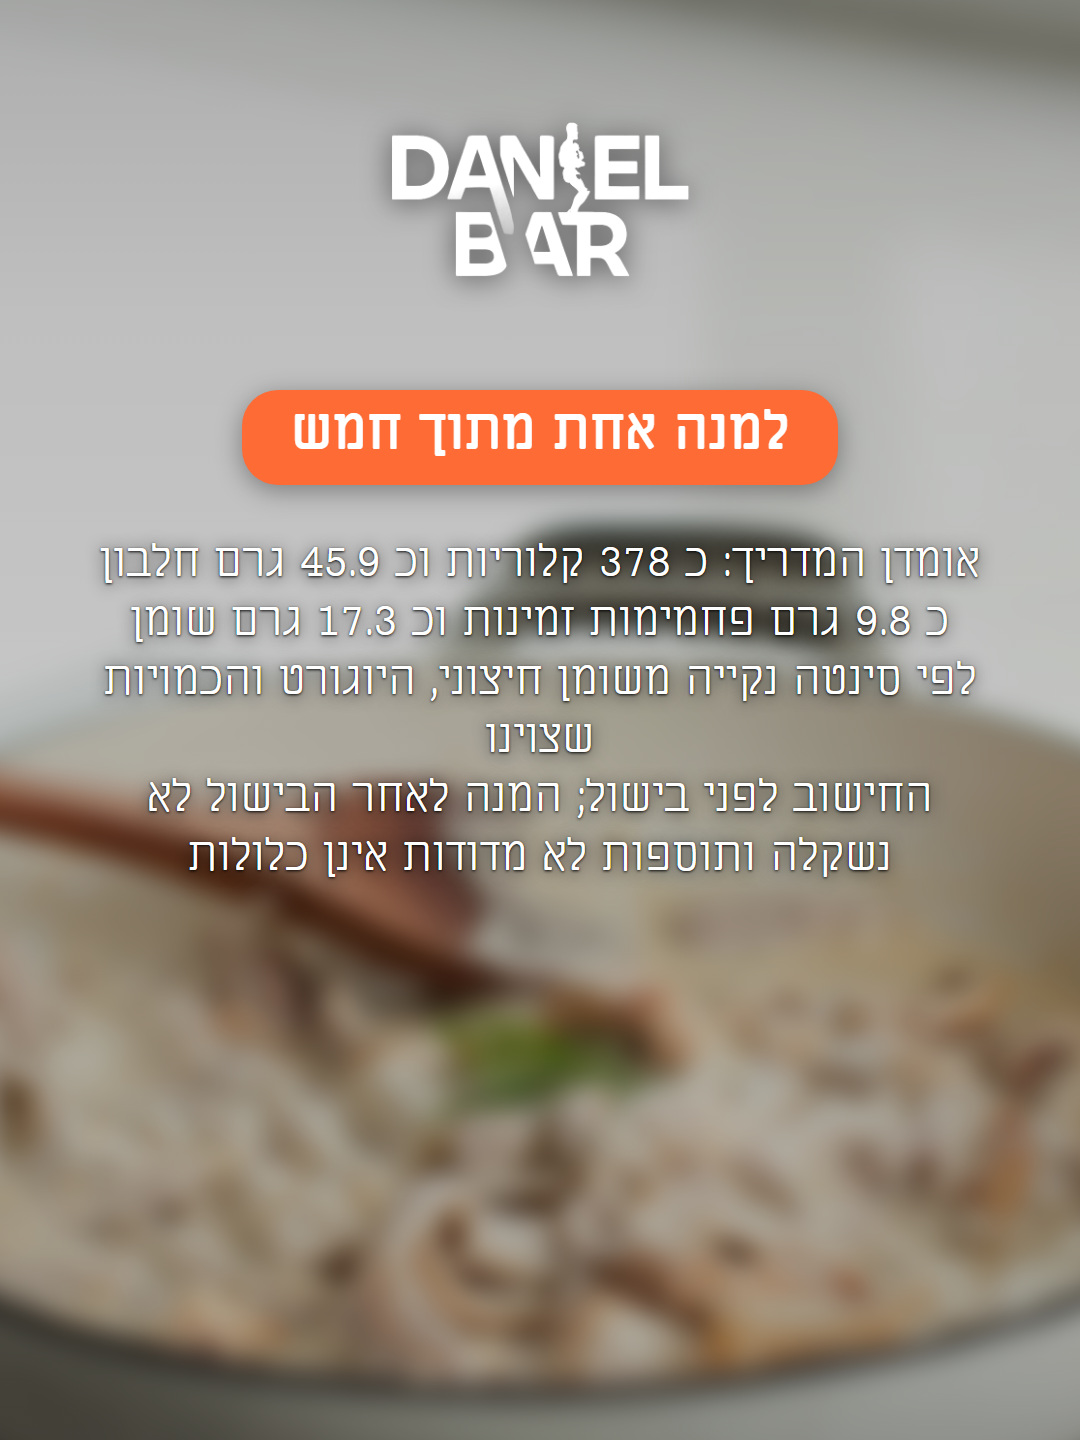 DANIEL
BAR
למנה אחת מתוך חמש
אומדן המדריך: כ 378 קלוריות וכ 45.9 גרם חלבון
כ 9.8 גרם פחמימות זמינות וכ 17.3 גרם שומן
לפי סינטה נקייה משומן חיצוני, היוגורט והכמויות
שצוינו
החישוב לפני בישול; המנה לאחר הבישול לא
נשקלה ותוספות לא מדודות אינן כלולות